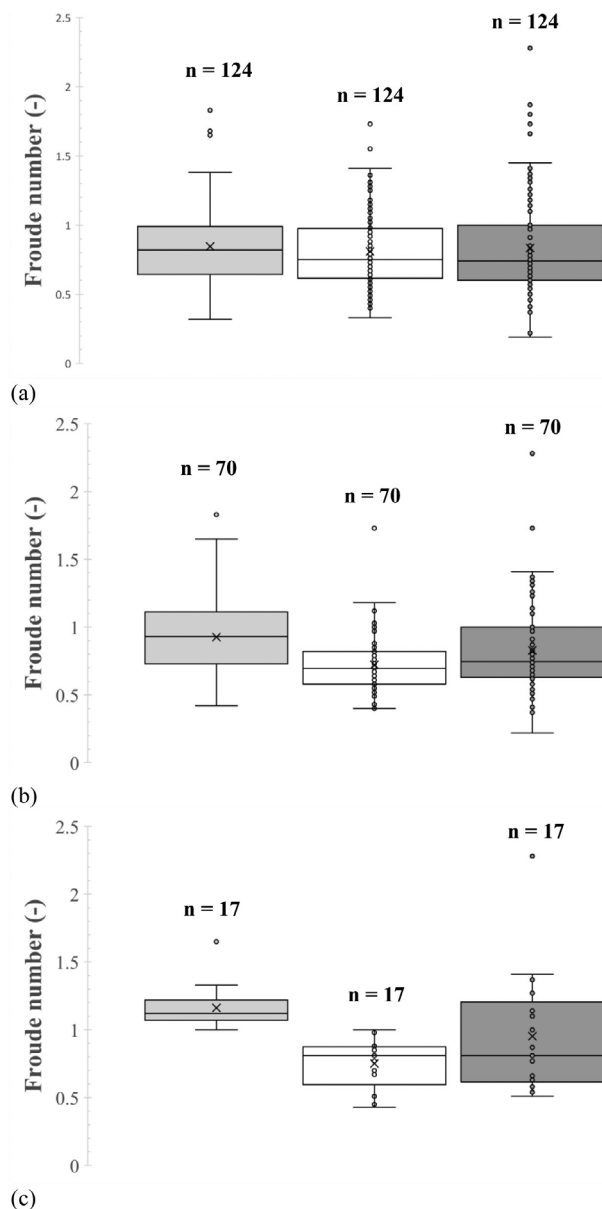 2.5
n = 124
n = 124
n = 124
2
1.5
1
0.5
0
Froude number (-)
(a)
2.5
n = 70
n = 70
n = 70
2
1.5
1
0.5
0
Froude number (-)
(b)
2.5
n = 17
n = 17
n = 17
2
1.5
1
0.5
0
Froude number (-)
(c)